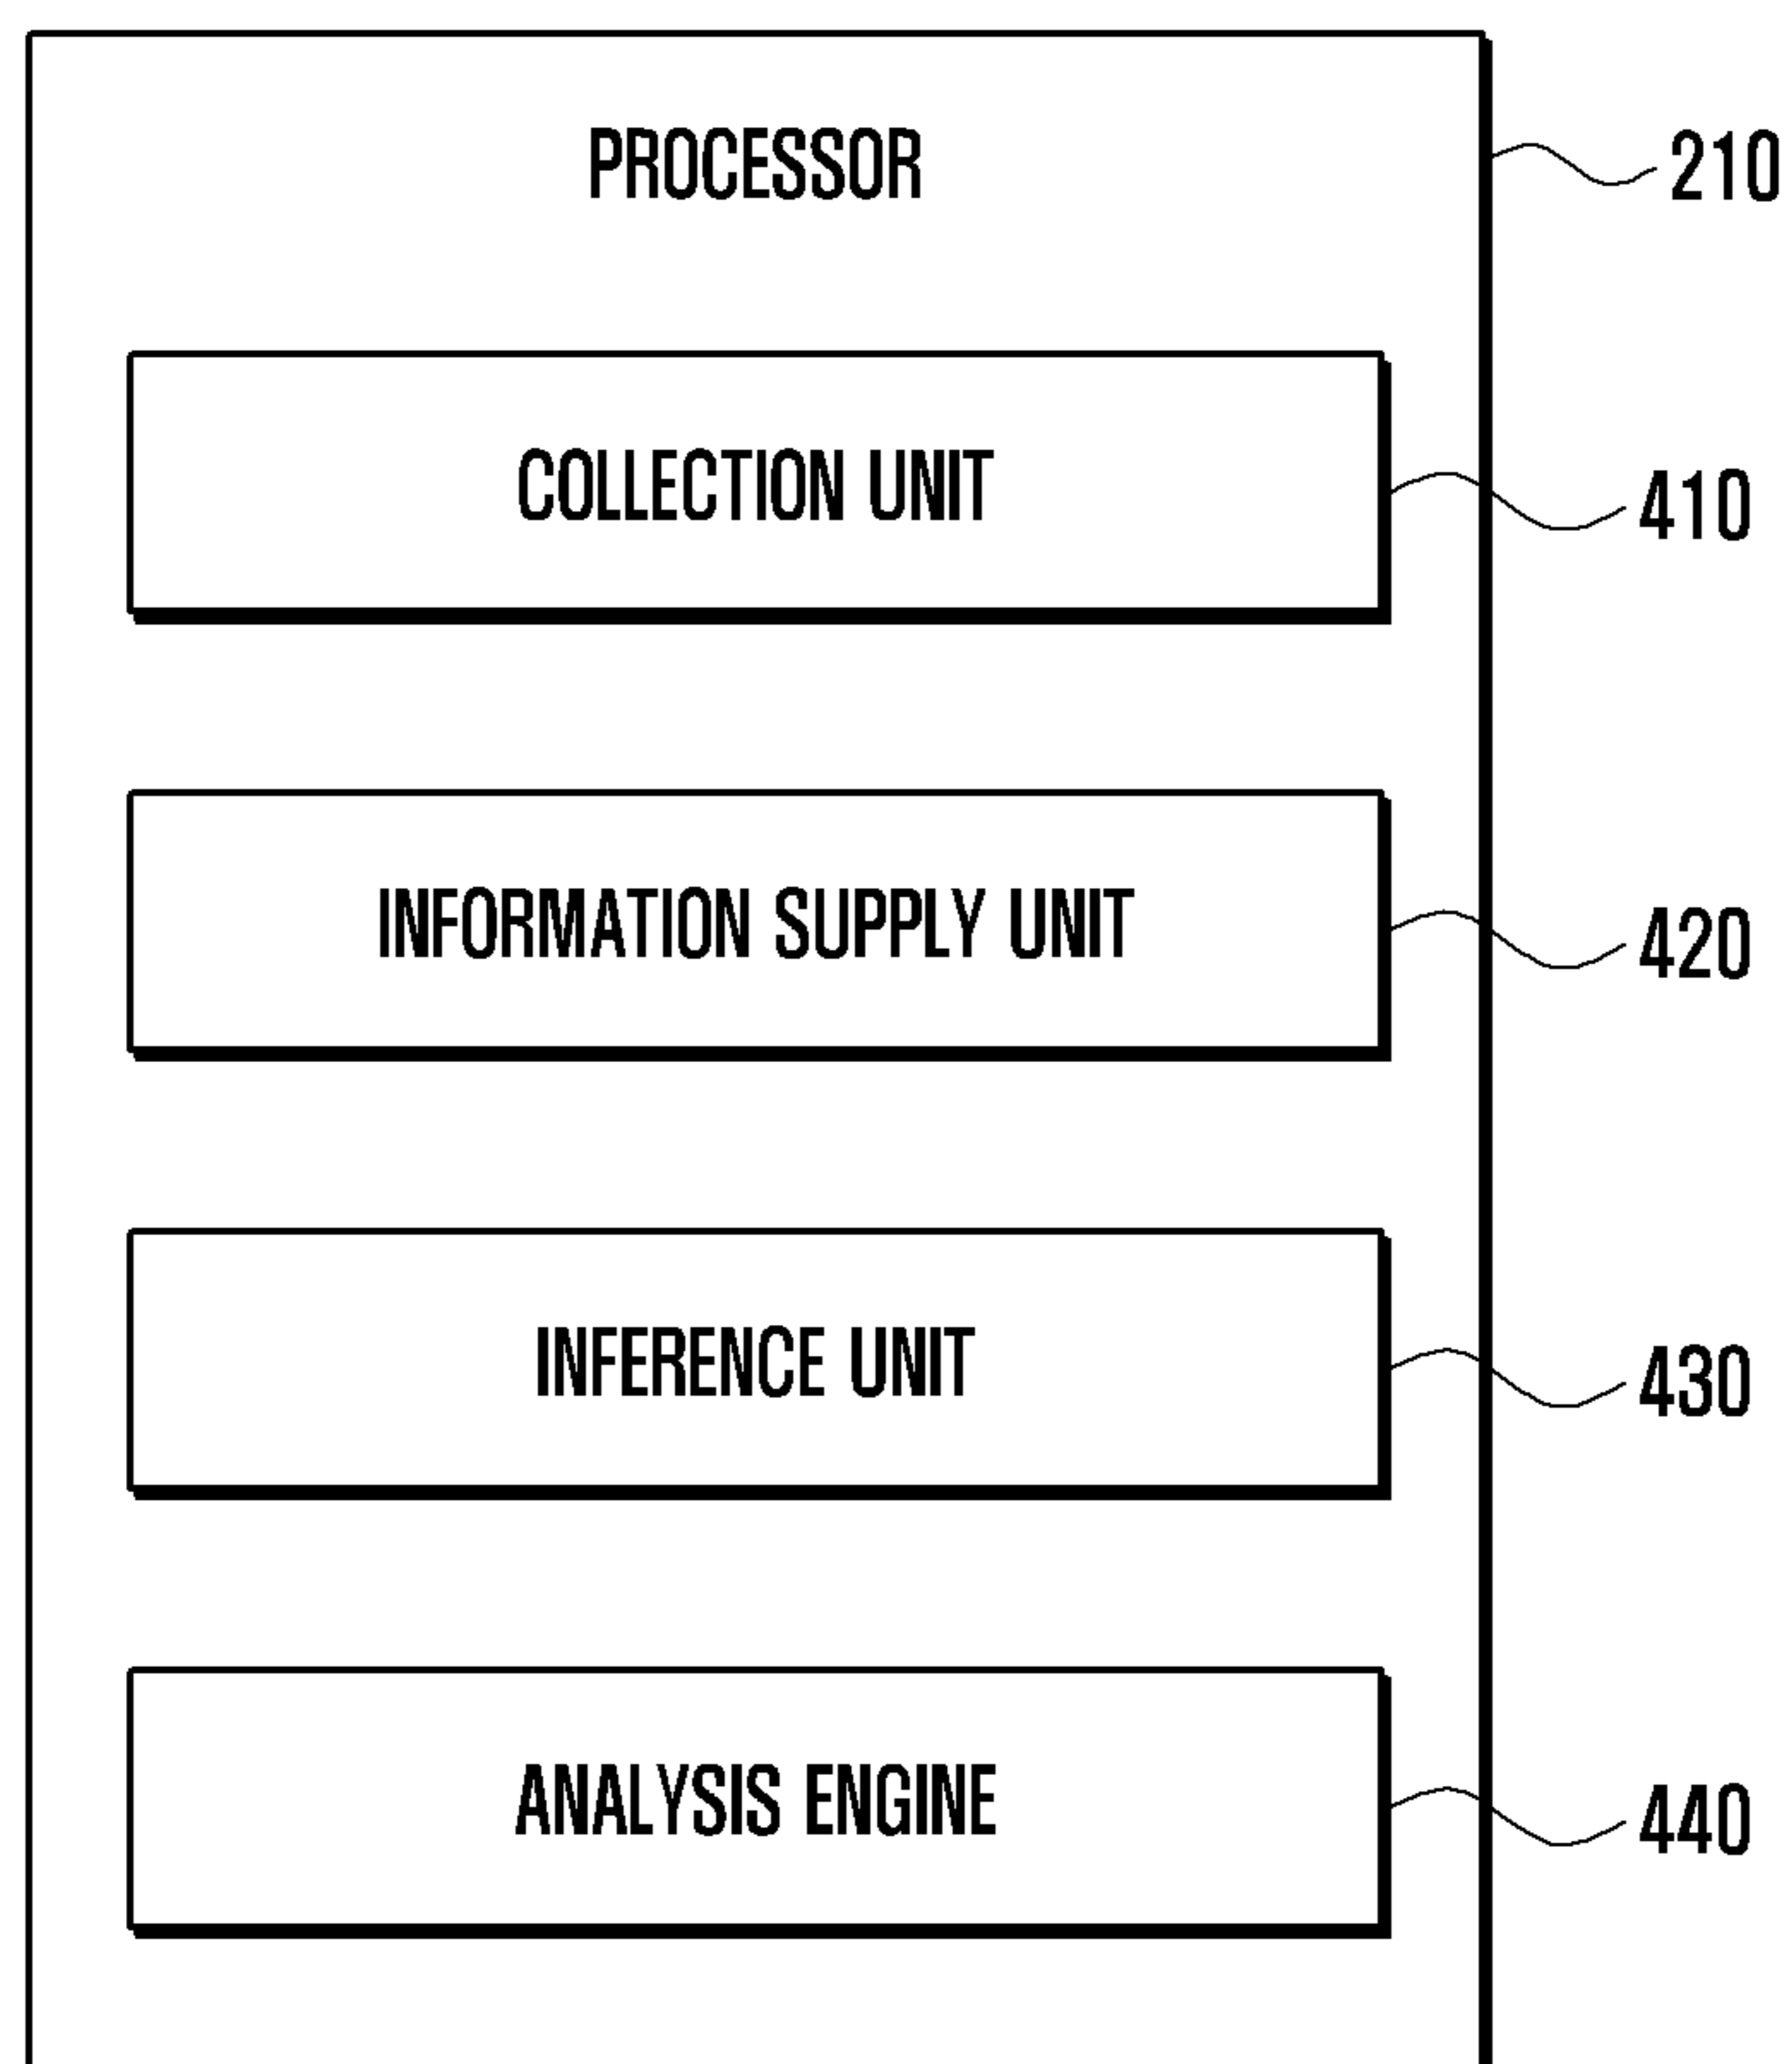 PROCESSOR
210
COLLECTION UNIT
410
INFORMATION SUPPLY UNIT
420
INFERENCE UNIT
430
ANALYSIS ENGINE
440